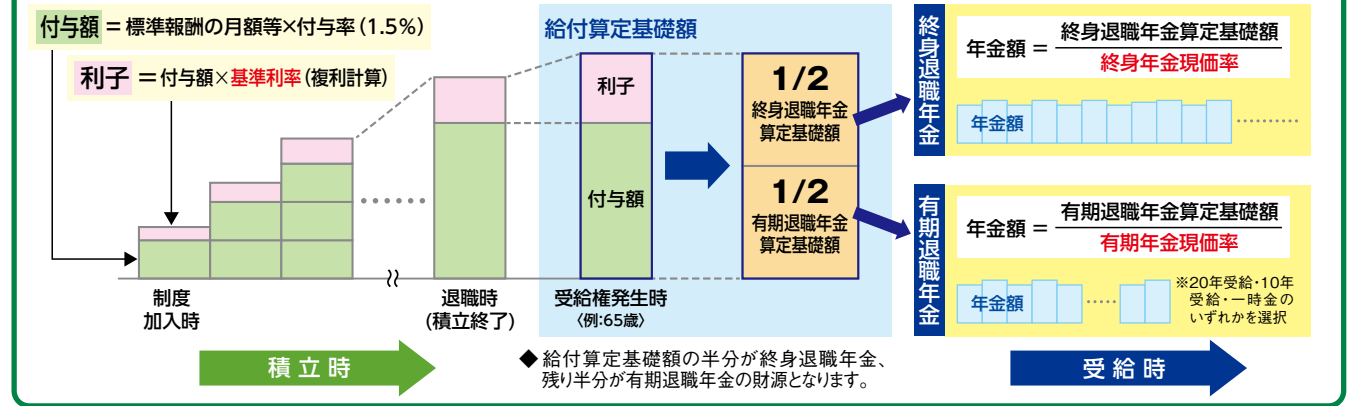 付与額＝標準報酬の月額等×付与率(1.5%)
利子＝付与額×基準利率(複利計算)
制度
加入時
退職時
(積立終了)
積立時
給付算定基礎額
利子
付与額
受給権発生時
〈例:65歳〉
1/2
終身退職年金
算定基礎額
1/2
有期退職年金
算定基礎額
◆給付算定基礎額の半分が終身退職年金、
残り半分が有期退職年金の財源となります。
終身退職年金
年金額＝
終身退職年金算定基礎額
終身年金現価率
年金額
有期退職年金
年金額＝
有期退職年金算定基礎額
有期年金現価率
年金額
※20年受給・10年
受給・一時金の
いずれかを選択
受給時